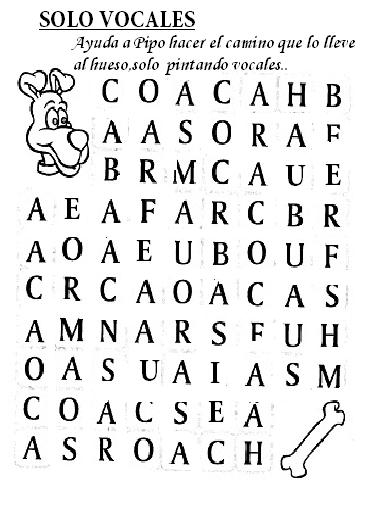 SOLO VOCALES
Ayuda a Pipo hacer el camino que lo lleve
al hueso,solo pintando vocales..
C O A C A H B
A A S O R A F
B R M C A U E
A E A F A R C B R
A O A E U B O U F
C R C A O A C A S
A M N A R S F U H
O A S U A I A S M
C O A C S E A
A S R O A C H